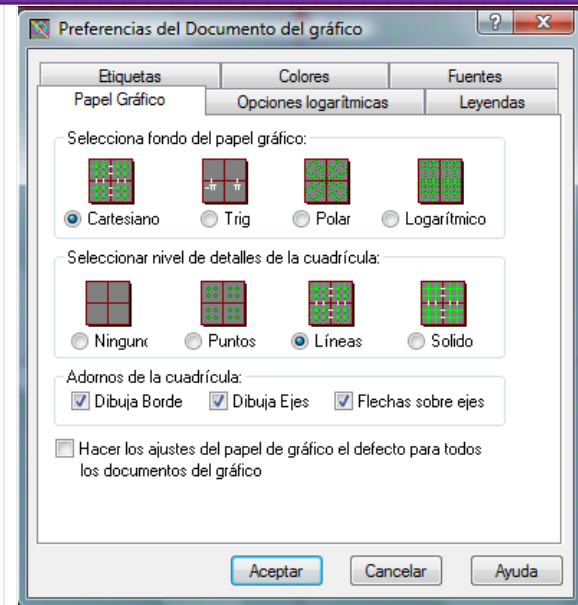 Preferencias del Documento del gráfico
Etiquetas Colores Fuentes
Papel Gráfico Opciones logarítmicas Leyendas
Selecciona fondo del papel gráfico:
-π π
Cartesiano Trig Polar Logarítmico
Seleccionar nivel de detalles de la cuadrícula:
Ningunc Puntos Líneas Solido
Adornos de la cuadrícula:
Dibuja Borde Dibuja Ejes Flechas sobre ejes
Hacer los ajustes del papel de gráfico el defecto para todos
los documentos del gráfico
Aceptar Cancelar Ayuda